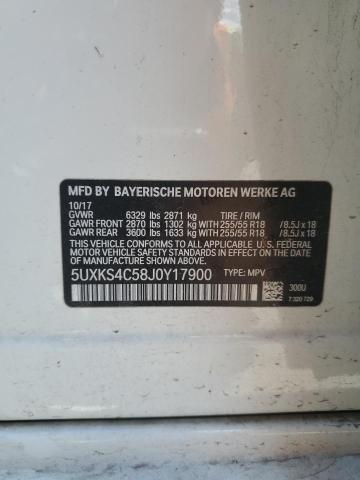 MFD BY BAYERISCHE MOTOREN WERKE AG
10/17
GVWR 6329 lbs 2871 kg TIRE / RIM
GAWR FRONT 2870 lbs 1302 kg WITH 255/55 R18 / 8.5J x 18
GAWR REAR 3600 lbs 1633 kg WITH 255/55 R18 / 8.5J x 18
THIS VEHICLE CONFORMS TO ALL APPLICABLE U.S. FEDERAL
MOTOR VEHICLE SAFETY STANDARDS IN EFFECT
ON THE DATE OF MANUFACTURE SHOWN ABOVE.
5UXKS4C58J0Y17900 TYPE: MPV
300U
7 320 729